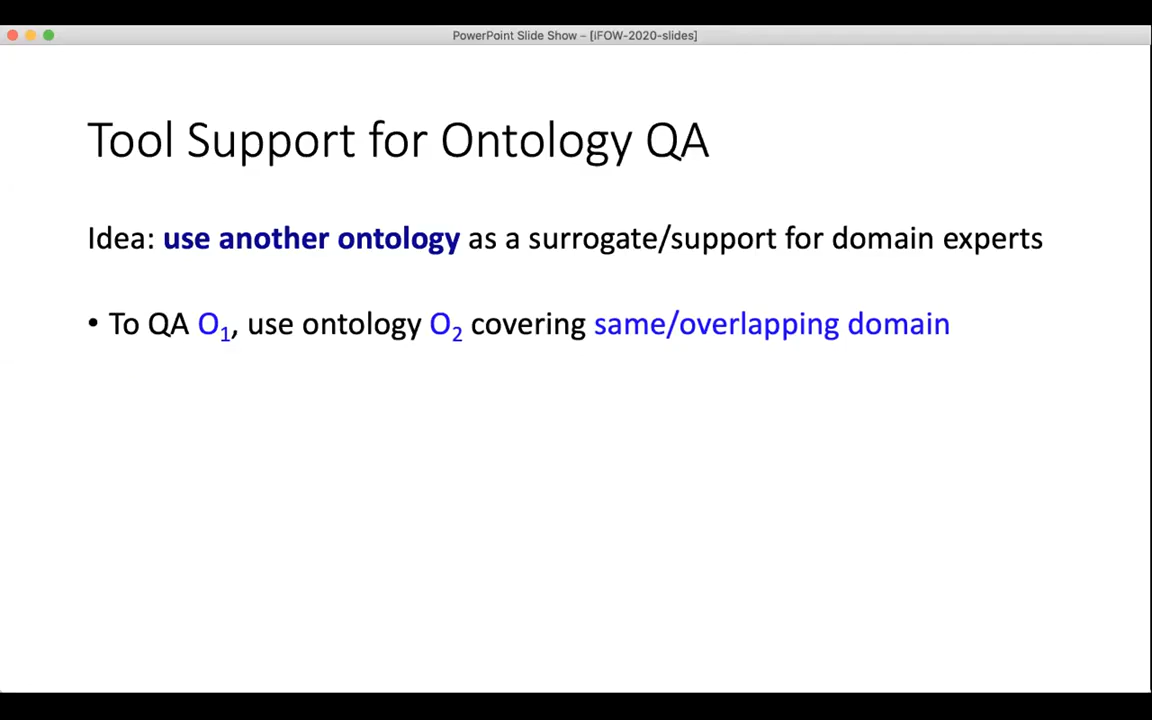 PowerPoint Slide Show – [iFOW-2020-slides]
Tool Support for Ontology QA
Idea: use another ontology as a surrogate/support for domain experts
• To QA O₁, use ontology O₂ covering same/overlapping domain